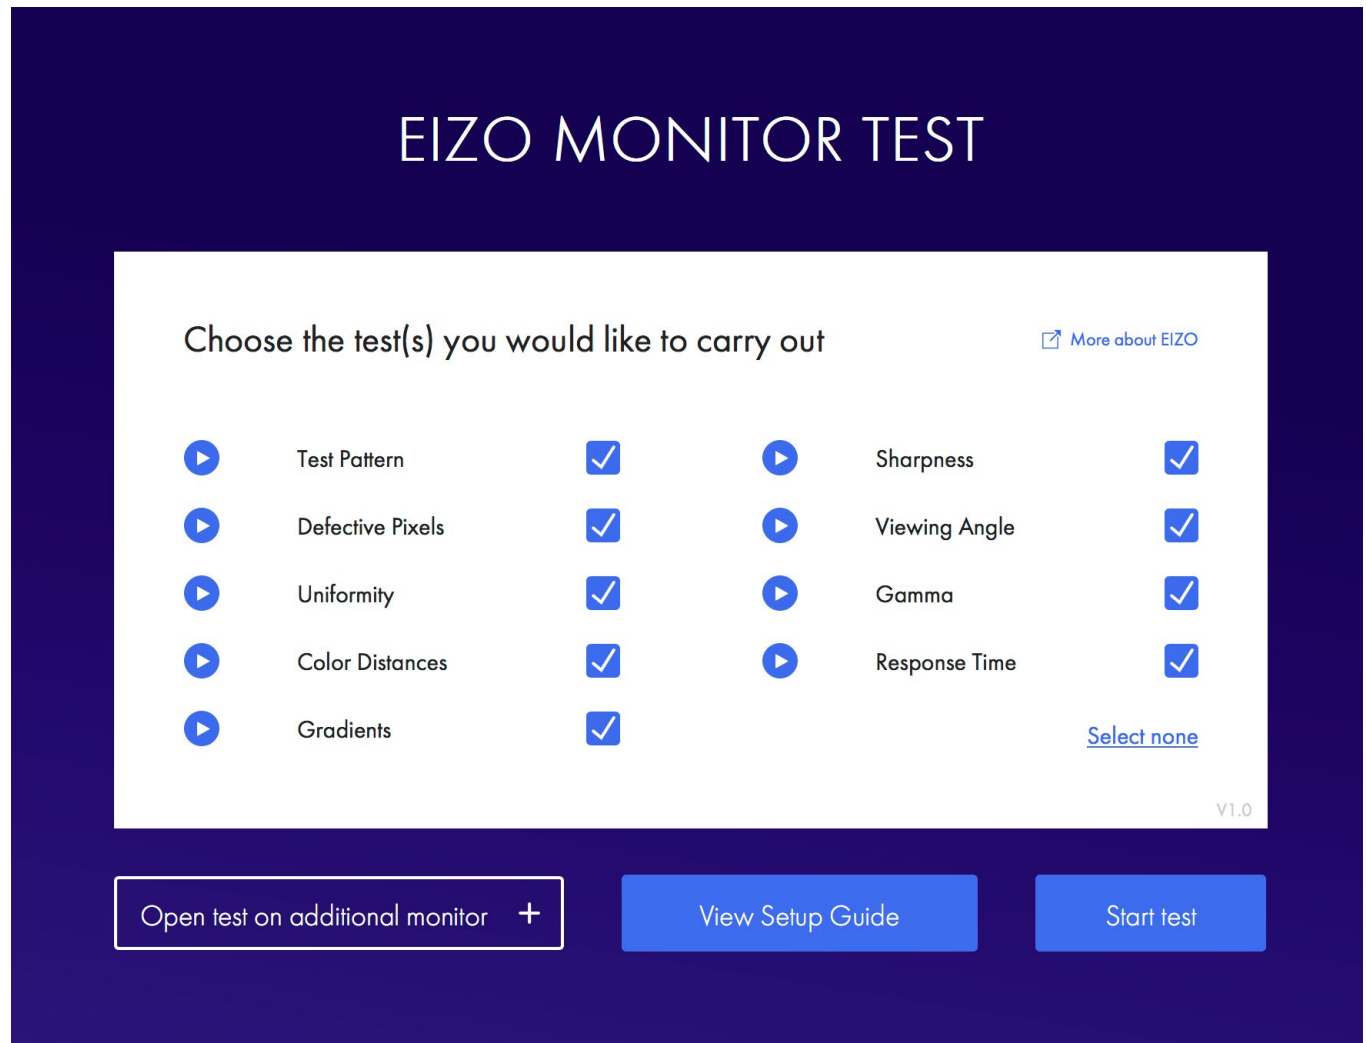 EIZO MONITOR TEST
Choose the test(s) you would like to carry out
More about EIZO
Test Pattern
Defective Pixels
Uniformity
Color Distances
Gradients
Sharpness
Viewing Angle
Gamma
Response Time
Select none
V1.0
Open test on additional monitor +
View Setup Guide
Start test